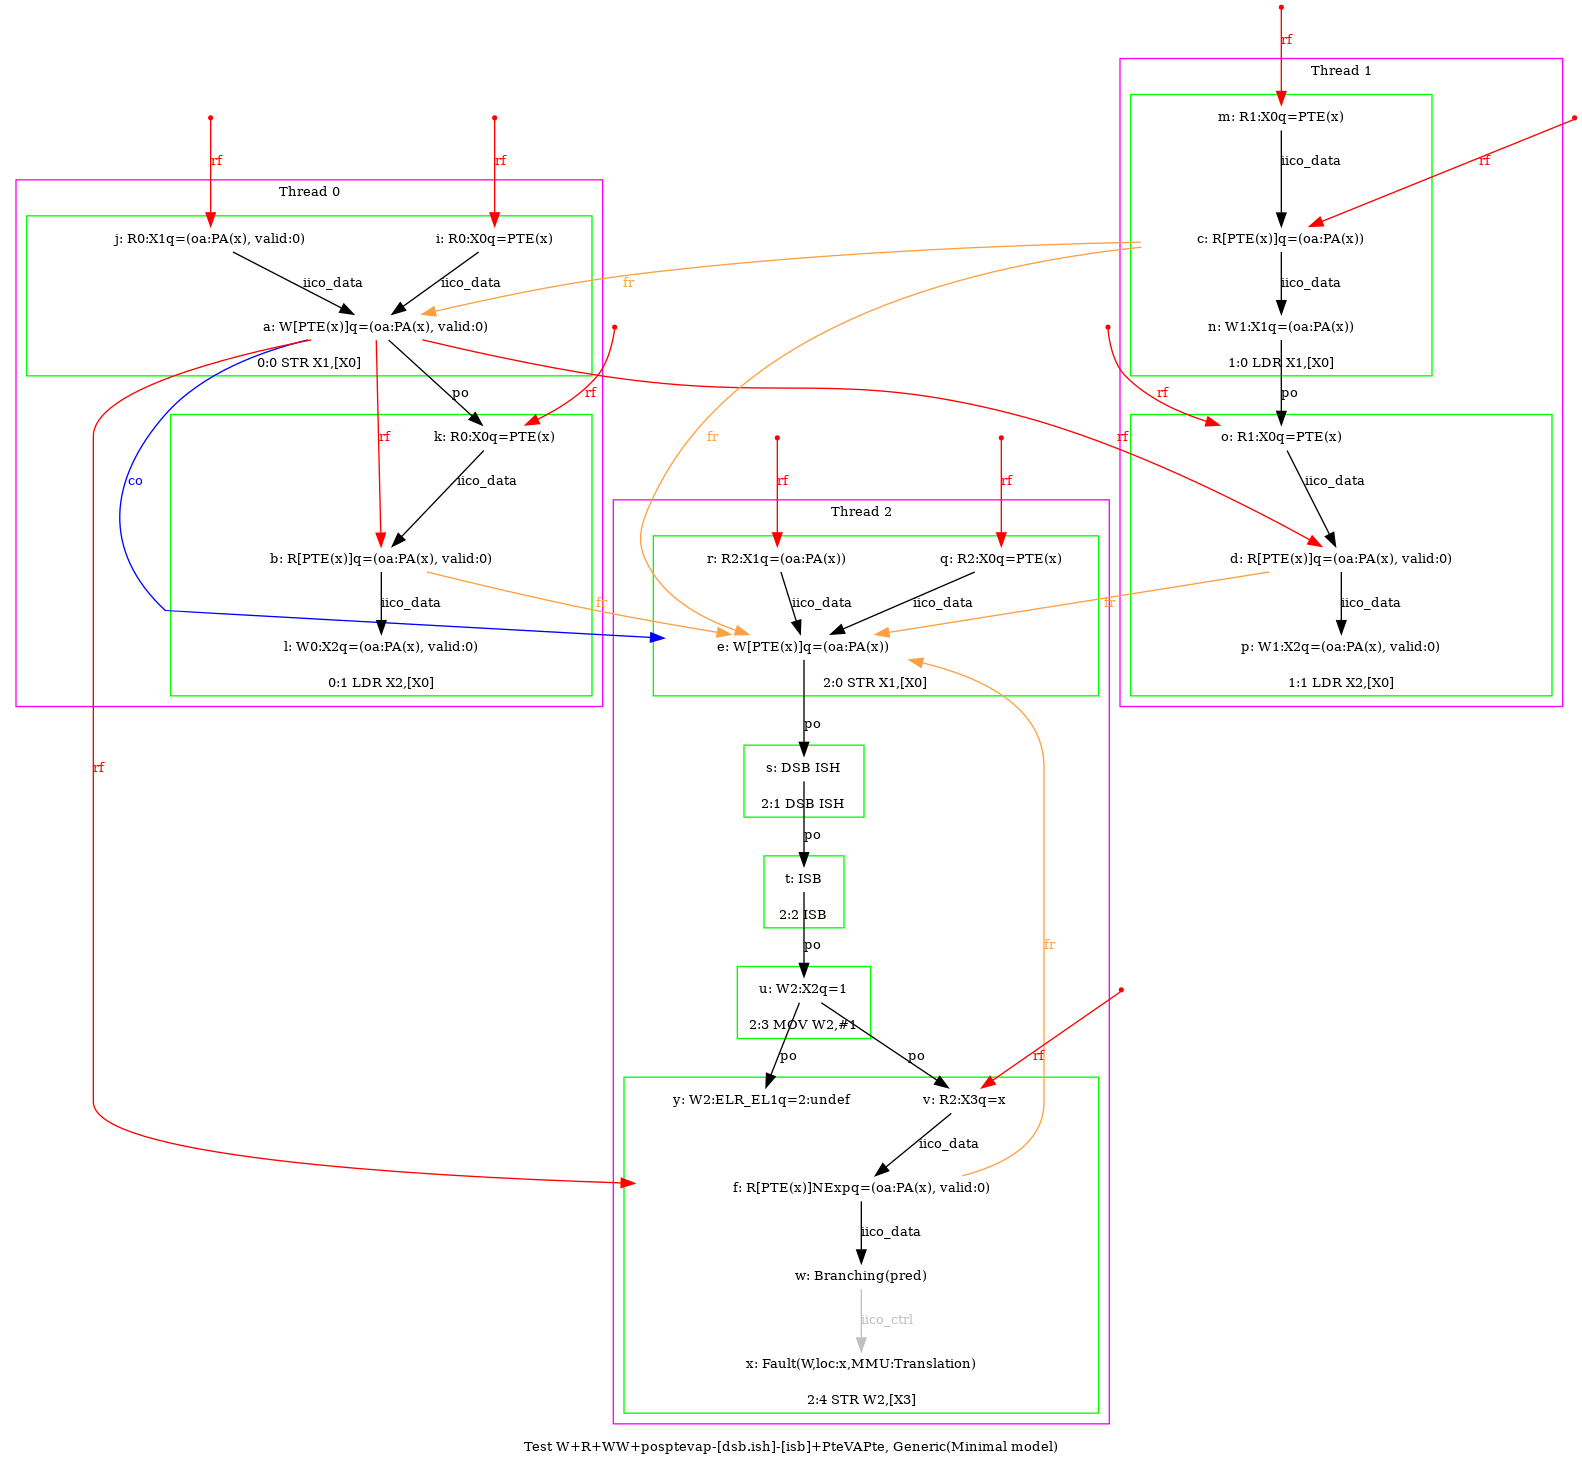 rf
Thread 1
m: R1:X0q=PTE(x)
rf
rf
iico_data
rf
Thread 0
j: R0:X1q=(oa:PA(x), valid:0)
i: R0:X0q=PTE(x)
c: R[PTE(x)]q=(oa:PA(x))
iico_data
iico_data
fr
iico_data
a: W[PTE(x)]q=(oa:PA(x), valid:0)
n: W1:X1q=(oa:PA(x))
0:0 STR X1,[X0]
1:0 LDR X1,[X0]
po
rf
rf
po
rf
k: R0:X0q=PTE(x)
fr
rf
o: R1:X0q=PTE(x)
co
iico_data
rf
rf
iico_data
Thread 2
b: R[PTE(x)]q=(oa:PA(x), valid:0)
r: R2:X1q=(oa:PA(x))
q: R2:X0q=PTE(x)
d: R[PTE(x)]q=(oa:PA(x), valid:0)
iico_data
fr
iico_data
iico_data
fr
iico_data
l: W0:X2q=(oa:PA(x), valid:0)
e: W[PTE(x)]q=(oa:PA(x))
p: W1:X2q=(oa:PA(x), valid:0)
0:1 LDR X2,[X0]
2:0 STR X1,[X0]
1:1 LDR X2,[X0]
po
rf
s: DSB ISH
2:1 DSB ISH
po
t: ISB
2:2 ISB
po
fr
u: W2:X2q=1
2:3 MOV W2,#1
po
po
rf
y: W2:ELR_EL1q=2:undef
v: R2:X3q=x
iico_data
f: R[PTE(x)]NExpq=(oa:PA(x), valid:0)
iico_data
w: Branching(pred)
iico_ctrl
x: Fault(W,loc:x,MMU:Translation)
2:4 STR W2,[X3]
Test W+R+WW+posptevap-[dsb.ish]-[isb]+PteVAPte, Generic(Minimal model)